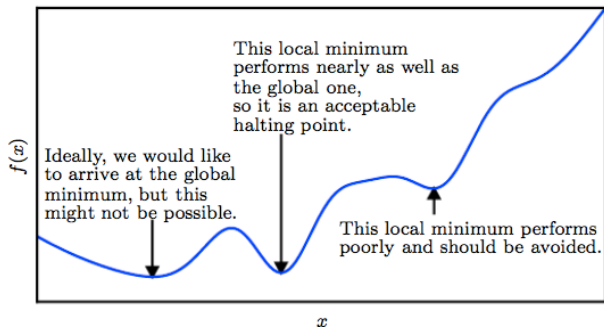 This local minimum
performs nearly as well as
the global one,
so it is an acceptable
halting point.
Ideally, we would like
to arrive at the global
minimum, but this
might not be possible.
This local minimum performs
poorly and should be avoided.
f(x)
x